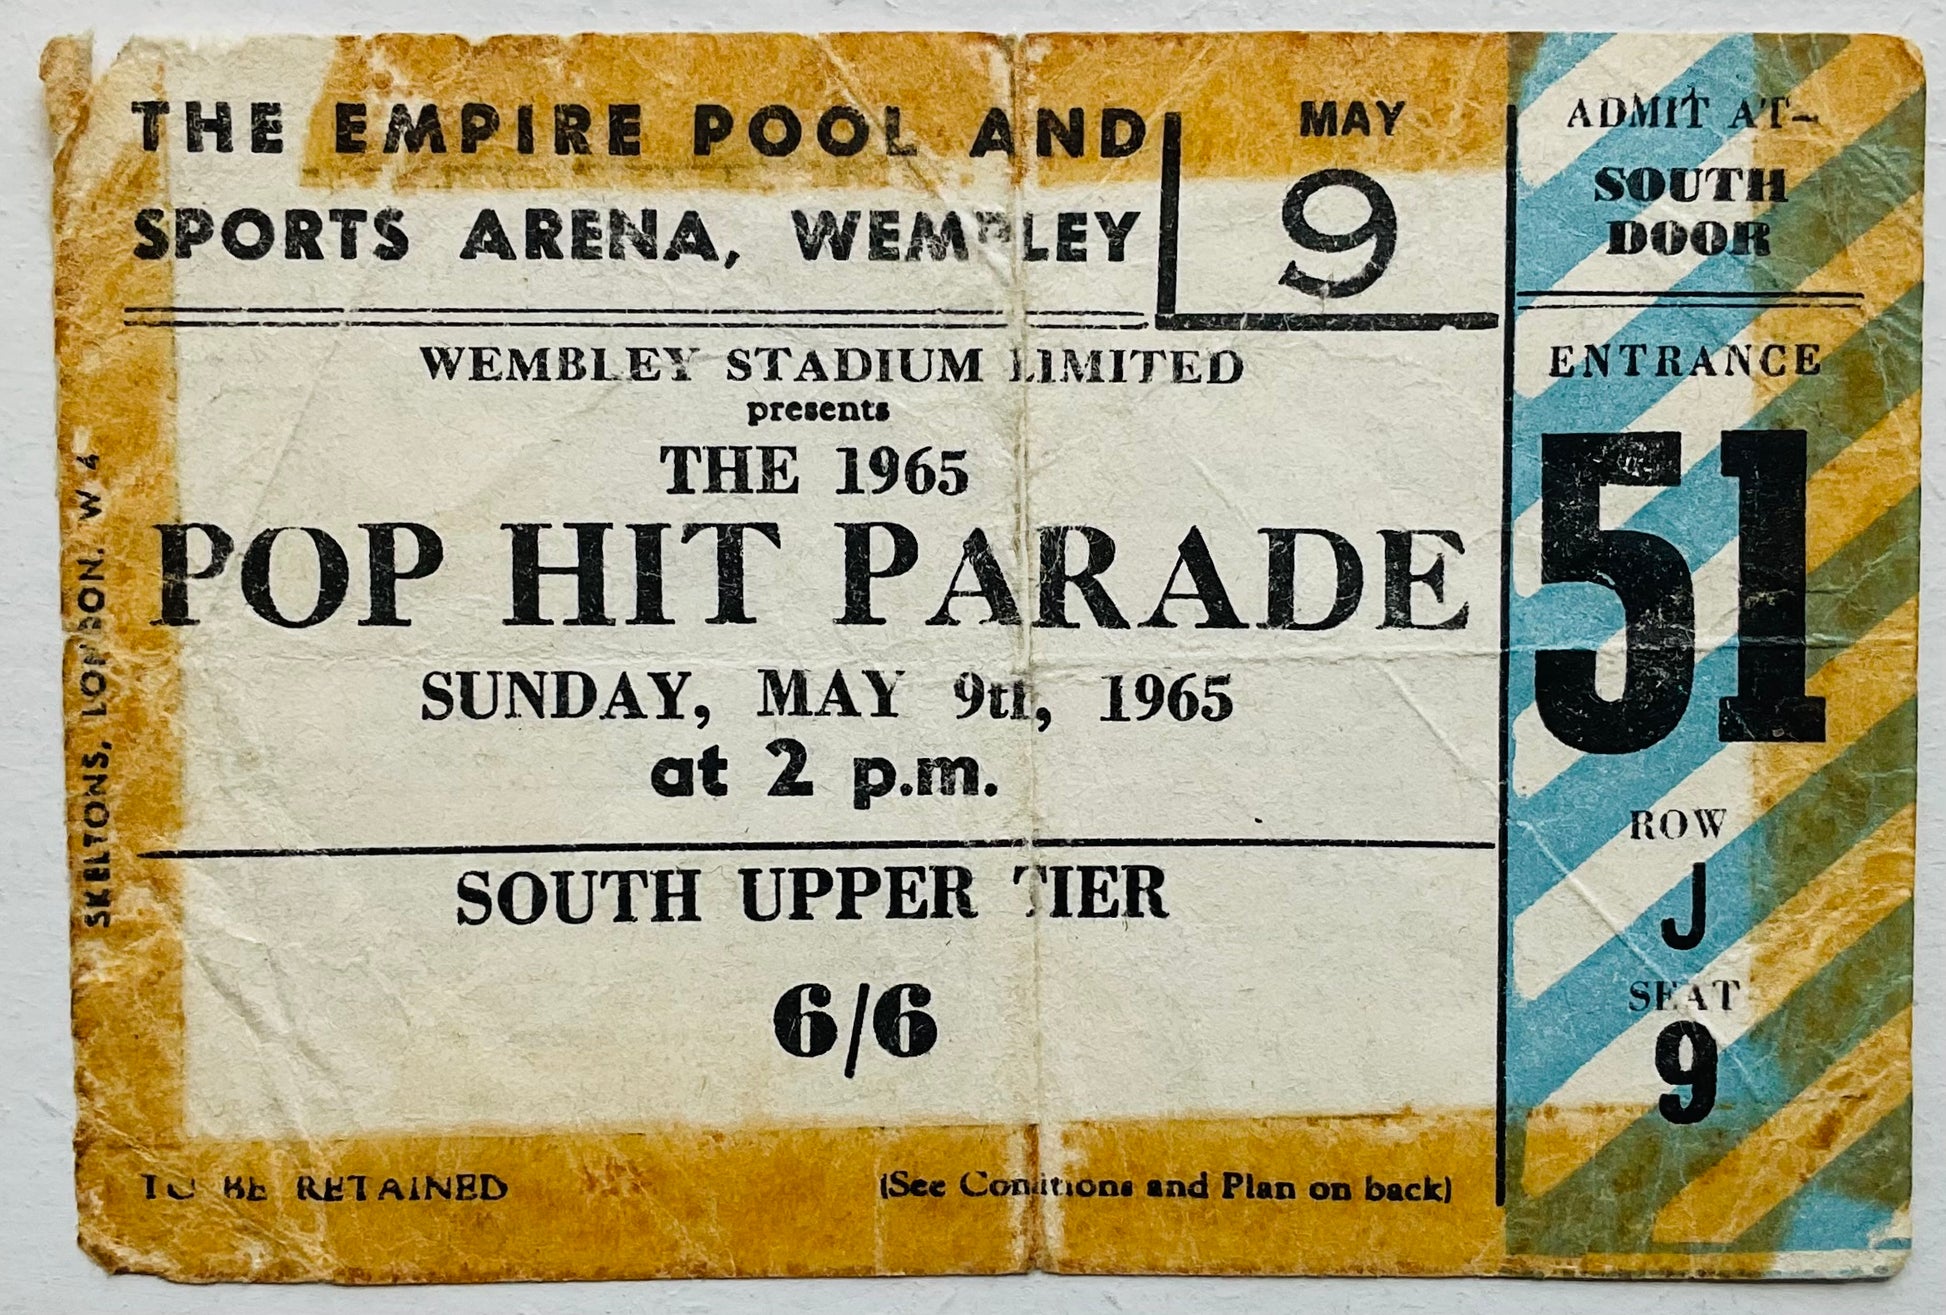 THE EMPIRE POOL AND
SPORTS ARENA, WEMBLEY
MAY
9
WEMBLEY STADIUM LIMITED
presents
THE 1965
POP HIT PARADE
SUNDAY, MAY 9th, 1965
at 2 p.m.
SOUTH UPPER TIER
6/6
TO BE RETAINED
(See Conditions and Plan on back)
SKELTONS, LONDON, W 4
ADMIT AT-
SOUTH
DOOR
ENTRANCE
51
ROW
J
SEAT
9